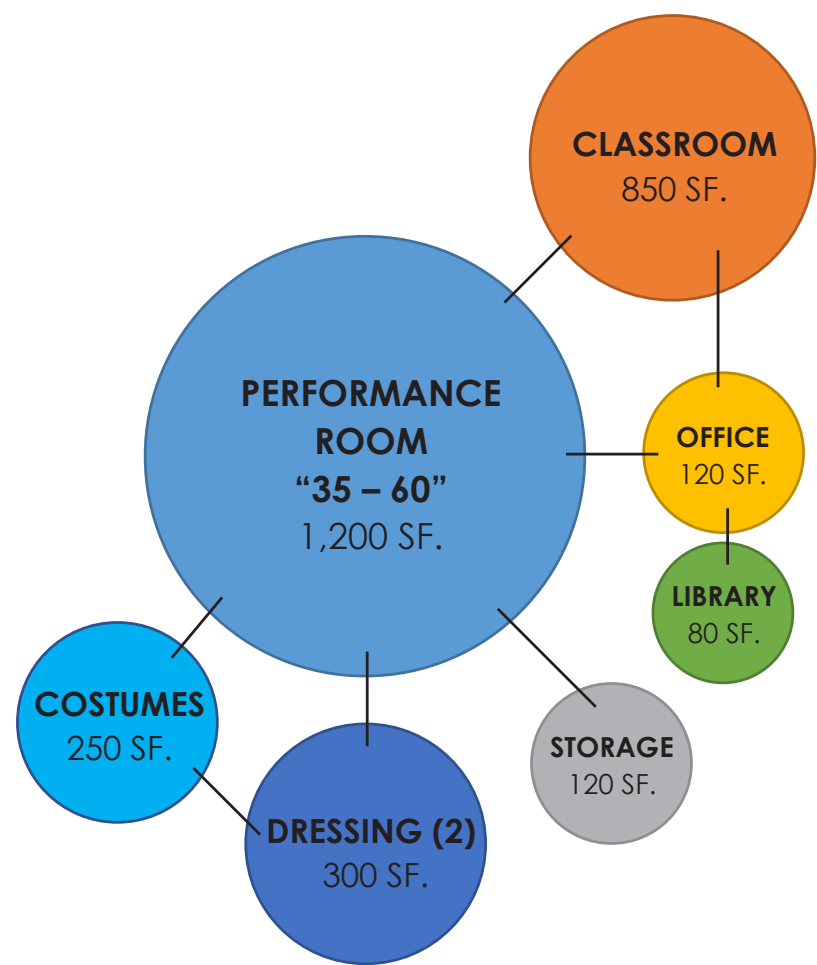 CLASSROOM
850 SF.
PERFORMANCE
ROOM
“35 – 60”
1,200 SF.
OFFICE
120 SF.
LIBRARY
80 SF.
COSTUMES
250 SF.
STORAGE
120 SF.
DRESSING (2)
300 SF.